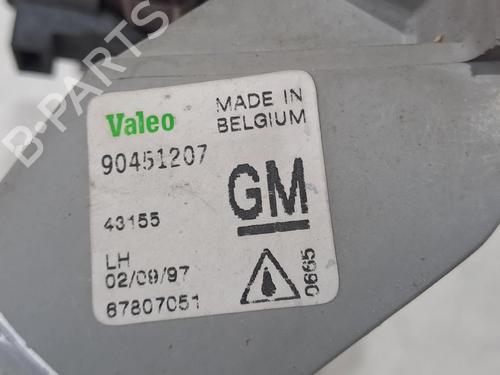 B-PARTS
Valeo
MADE IN
BELGIUM
90451207
GM
43155
LH
02/09/97
67807051
0665